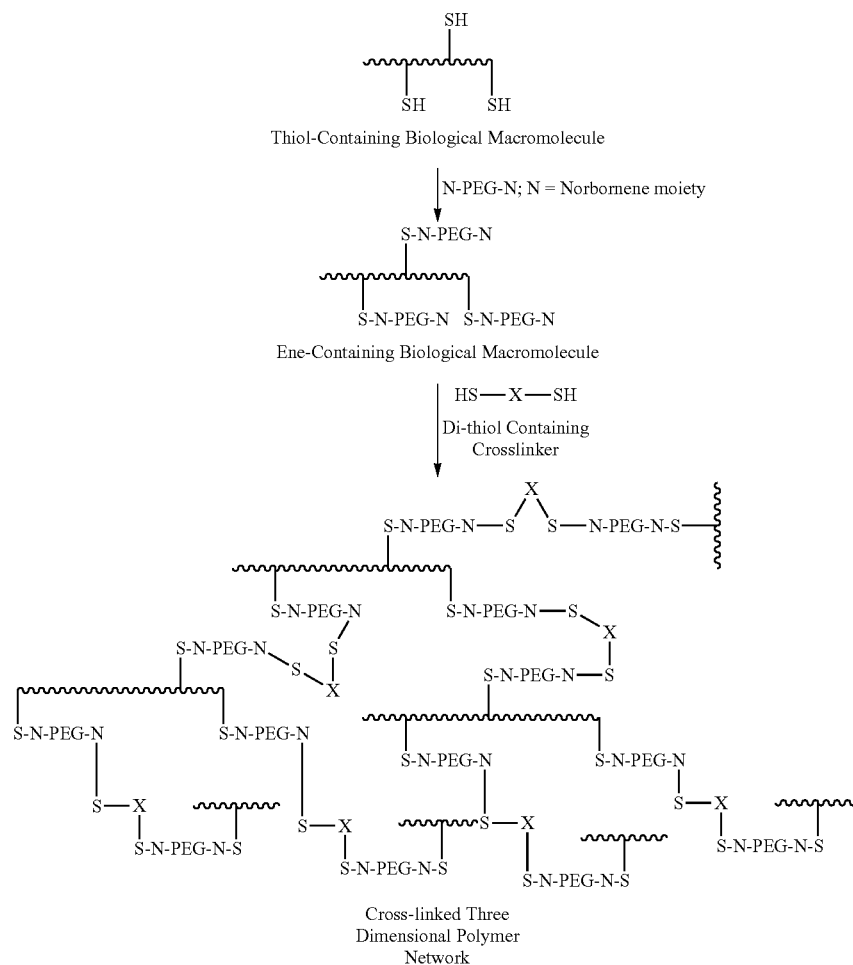 SH
SH SH
Thiol-Containing Biological Macromolecule
N-PEG-N; N = Norbornene moiety
S-N-PEG-N
S-N-PEG-N S-N-PEG-N
Ene-Containing Biological Macromolecule
HS—X—SH
Di-thiol Containing
Crosslinker
X
S-N-PEG-N—S S—N-PEG-N-S
S-N-PEG-N S-N-PEG-N—S
X
S-N-PEG-N S
S S-N-PEG-N—S
X
S-N-PEG-N S-N-PEG-N
S-N-PEG-N S-N-PEG-N
S—X S—X
S—X S—X
S-N-PEG-N-S S-N-PEG-N-S
S-N-PEG-N-S S-N-PEG-N-S
Cross-linked Three
Dimensional Polymer
Network